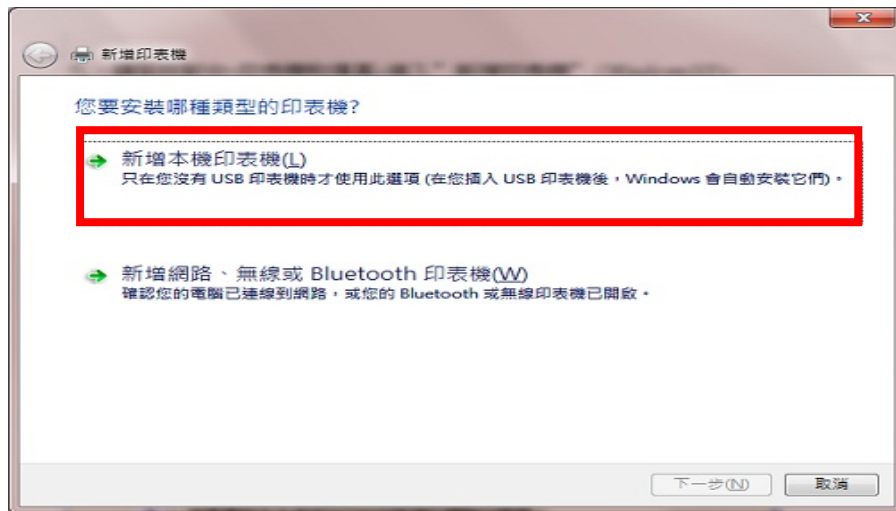 新增印表機
您要安裝哪種類型的印表機?
新增本機印表機(L)
只在您沒有 USB 印表機時才使用此選項 (在您插入 USB 印表機後，Windows 會自動安裝它們)。
新增網路、無線或 Bluetooth 印表機(W)
確認您的電腦已連線到網路，或您的 Bluetooth 或無線印表機已開啟。
下一步(N)
取消